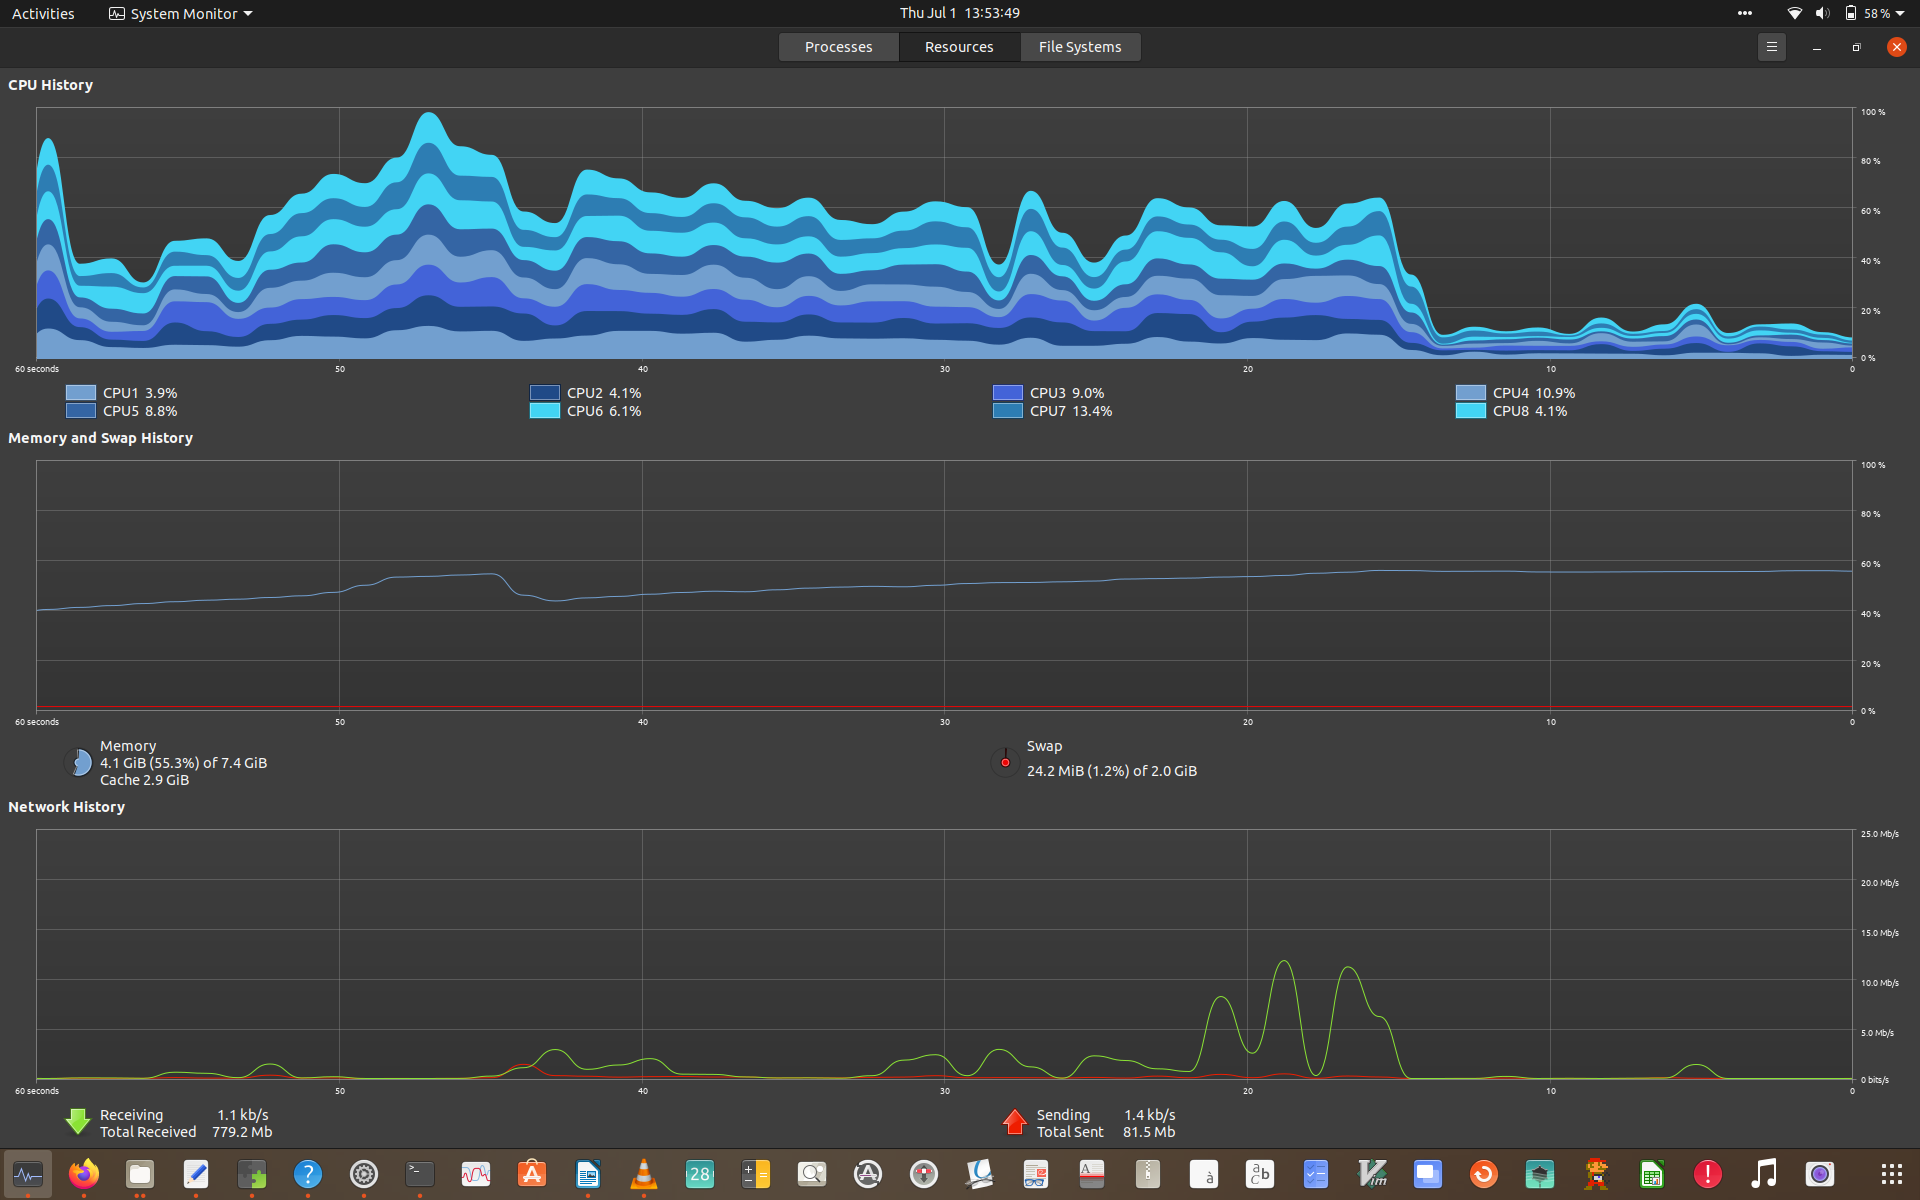 Activities System Monitor Thu Jul 1 13:53:49 58 %
Processes Resources File Systems
CPU History
100 %
80 %
60 %
40 %
20 %
0 %
60 seconds 50 40 30 20 10 0
CPU1 3.9% CPU2 4.1% CPU3 9.0% CPU4 10.9%
CPU5 8.8% CPU6 6.1% CPU7 13.4% CPU8 4.1%
Memory and Swap History
100 %
80 %
60 %
40 %
20 %
0 %
60 seconds 50 40 30 20 10 0
Memory
4.1 GiB (55.3%) of 7.4 GiB
Cache 2.9 GiB
Swap
24.2 MiB (1.2%) of 2.0 GiB
Network History
25.0 Mb/s
20.0 Mb/s
15.0 Mb/s
10.0 Mb/s
5.0 Mb/s
0 bits/s
60 seconds 50 40 30 20 10 0
Receiving 1.1 kb/s
Total Received 779.2 Mb
Sending 1.4 kb/s
Total Sent 81.5 Mb
28
à
a b c
Vim